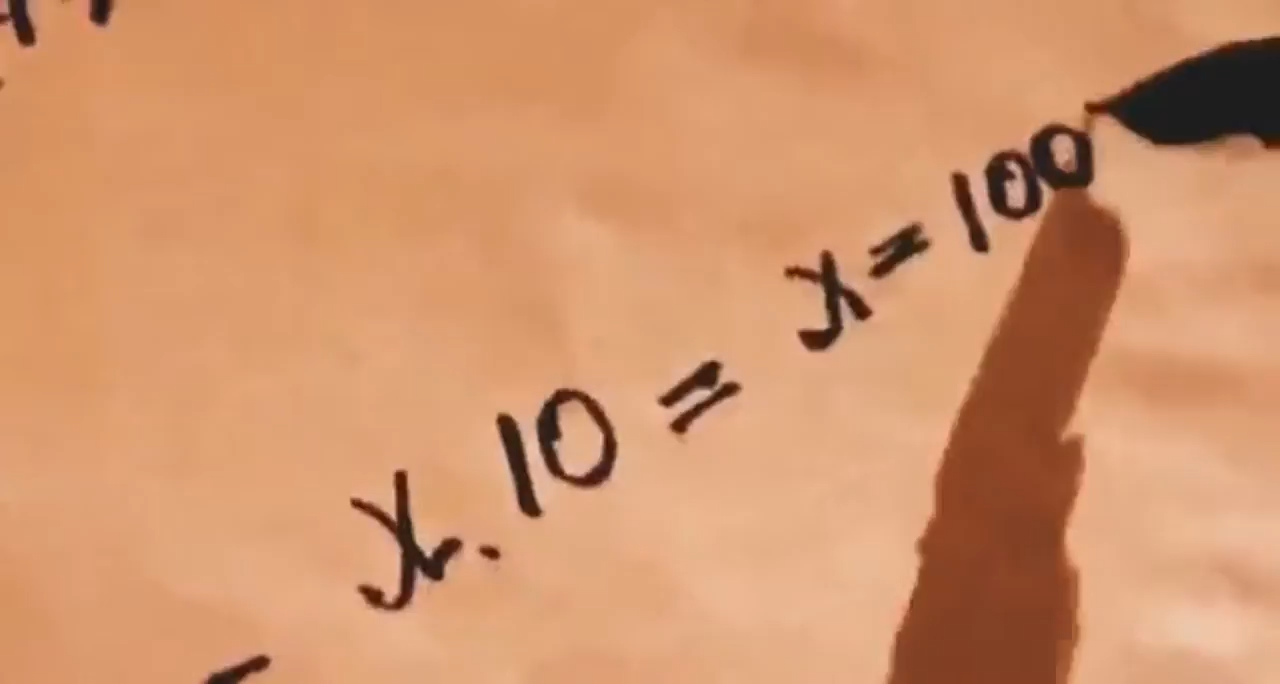 x. 10 = x = 100